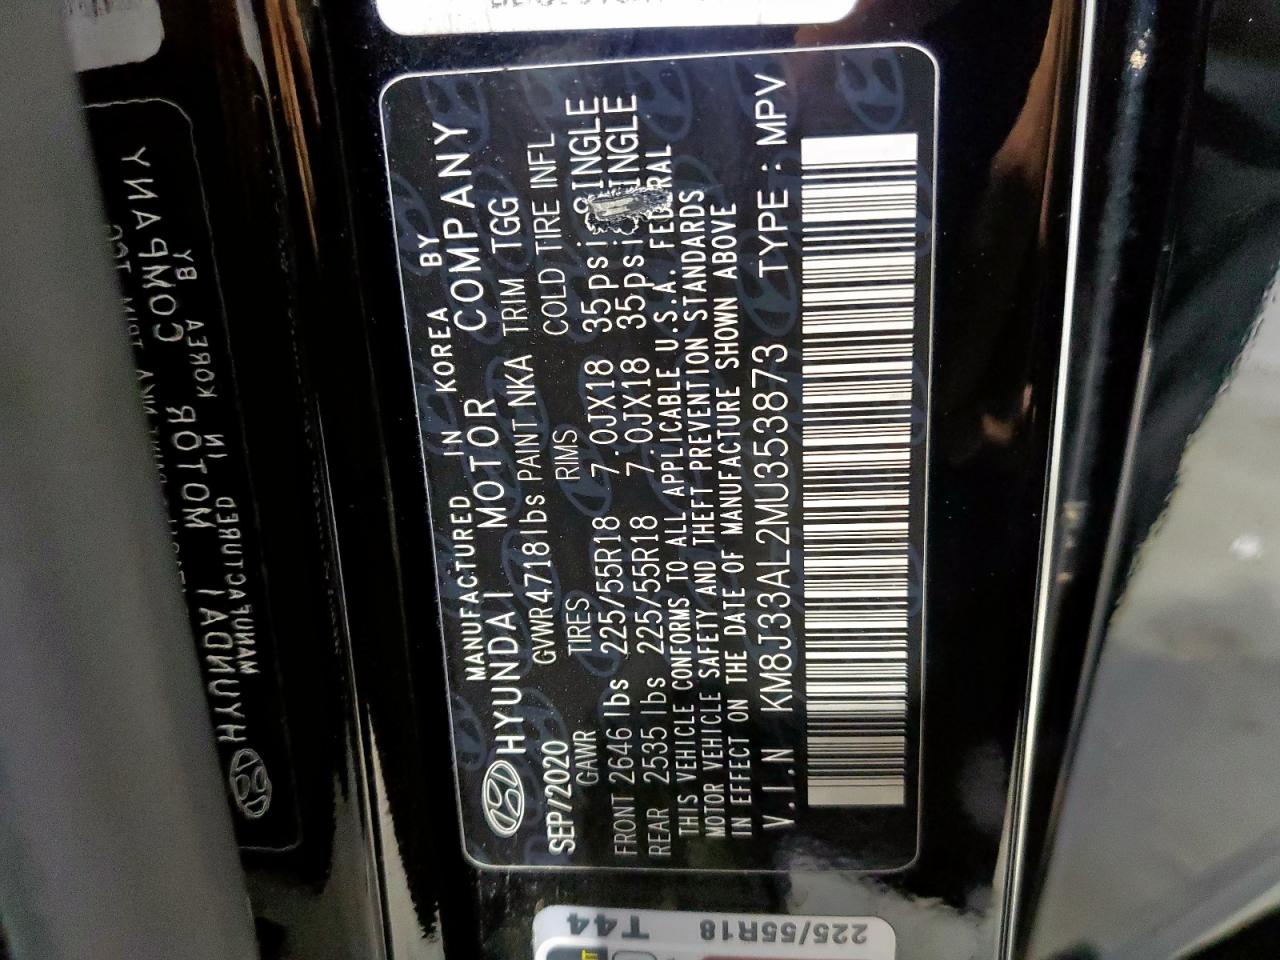 MANUFACTURED IN KOREA BY
HYUNDAI MOTOR COMPANY
SEP/2020 GVWR 4718 lbs PAINT NKA TRIM TGG
GAWR TIRES RIMS COLD TIRE INFL
FRONT 2646 lbs 225/55R18 7.0JX18 35psi SINGLE
REAR 2535 lbs 225/55R18 7.0JX18 35psi SINGLE
THIS VEHICLE CONFORMS TO ALL APPLICABLE U.S.A. FEDERAL
MOTOR VEHICLE SAFETY AND THEFT PREVENTION STANDARDS
IN EFFECT ON THE DATE OF MANUFACTURE SHOWN ABOVE
V.I.N KM8J33AL2MU353873 TYPE : MPV
225/55R18
T44
MANUFACTURED IN KOREA BY
HYUNDAI MOTOR COMPANY